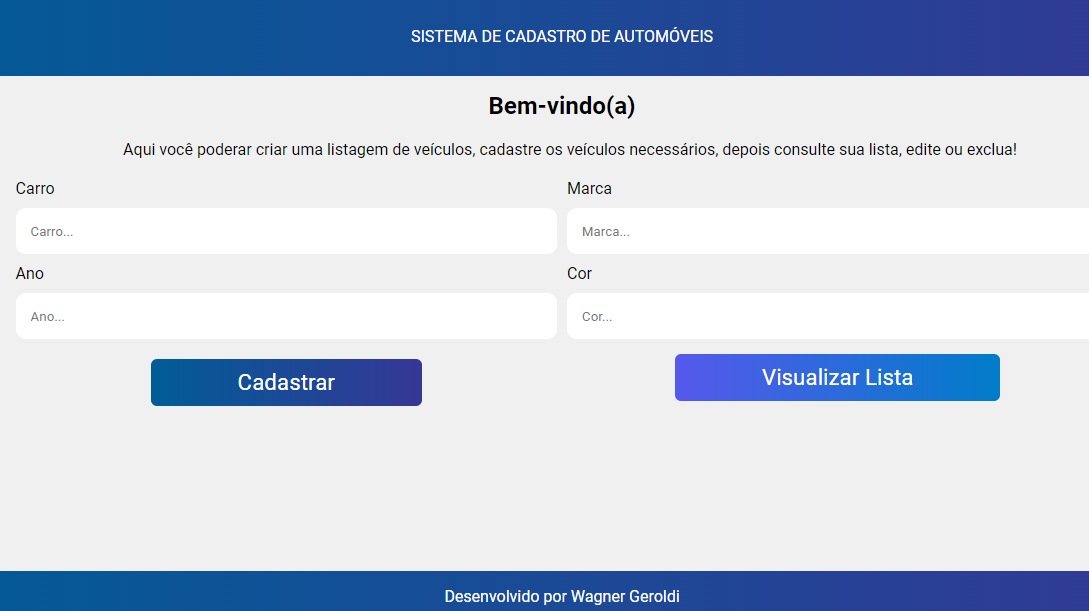 SISTEMA DE CADASTRO DE AUTOMÓVEIS
Bem-vindo(a)
Aqui você poderar criar uma listagem de veículos, cadastre os veículos necessários, depois consulte sua lista, edite ou exclua!
Carro
Marca
Carro...
Marca...
Ano
Cor
Ano...
Cor...
Cadastrar
Visualizar Lista
Desenvolvido por Wagner Geroldi